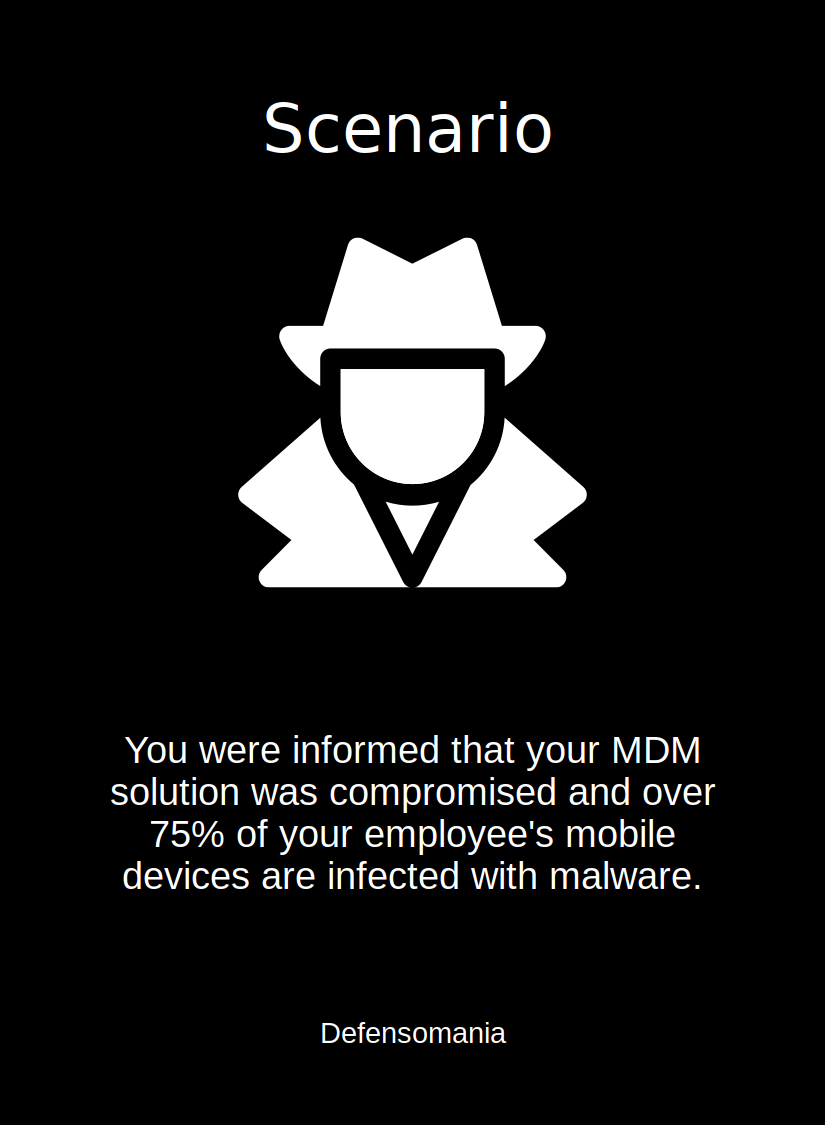 Scenario
You were informed that your MDM
solution was compromised and over
75% of your employee's mobile
devices are infected with malware.
Defensomania